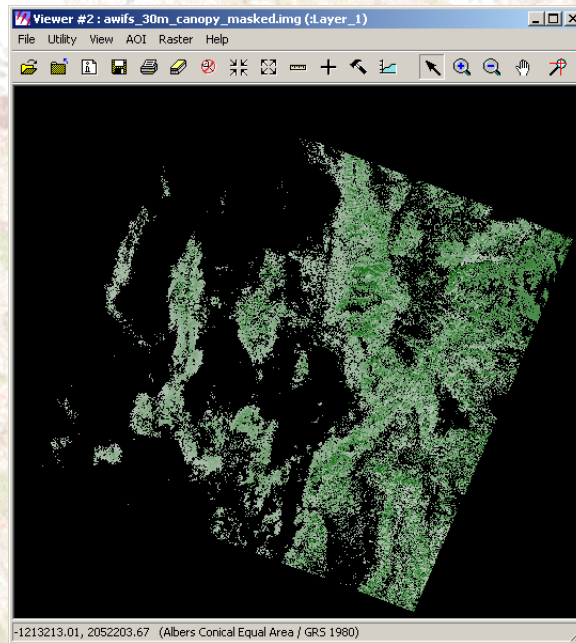 Viewer #2 : awifs_30m_canopy_masked.img (:Layer_1)
File Utility View AOI Raster Help
-1213213.01, 2052203.67 (Albers Conical Equal Area / GRS 1980)